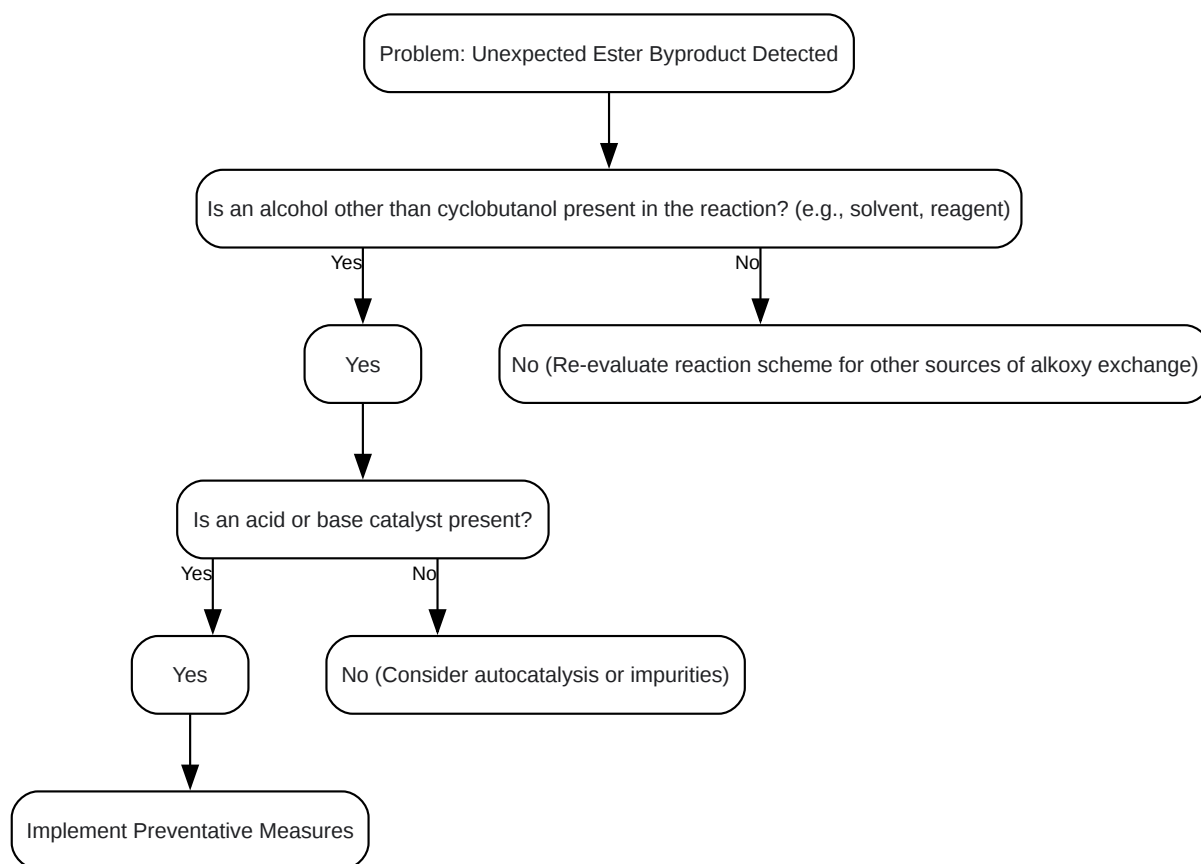 Problem: Unexpected Ester Byproduct Detected
Is an alcohol other than cyclobutanol present in the reaction? (e.g., solvent, reagent)
Yes
No
Yes
No (Re-evaluate reaction scheme for other sources of alkoxy exchange)
Is an acid or base catalyst present?
Yes
No
Yes
No (Consider autocatalysis or impurities)
Implement Preventative Measures